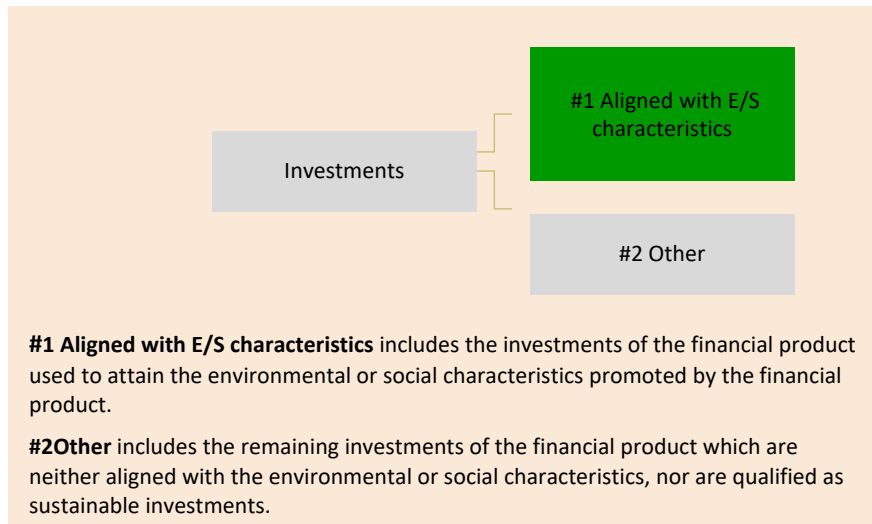 #1 Aligned with E/S
characteristics
Investments
#2 Other
#1 Aligned with E/S characteristics includes the investments of the financial product
used to attain the environmental or social characteristics promoted by the financial
product.
#2Other includes the remaining investments of the financial product which are
neither aligned with the environmental or social characteristics, nor are qualified as
sustainable investments.